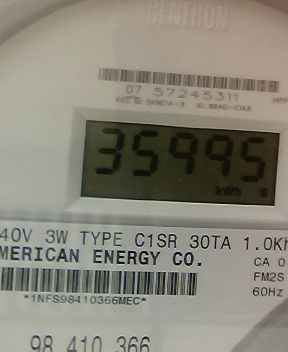 CENTRON
07 57245311
35995
kWh
40V 3W TYPE C1SR 30TA 1.0Kh
MERICAN ENERGY CO.
CA 0
FM2S
*1NFS98410366MEC*
60Hz
98 410 366